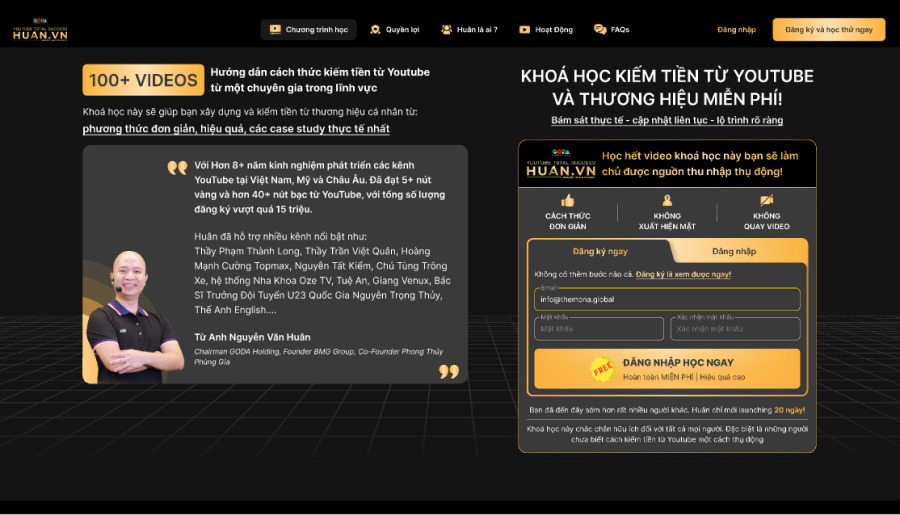 GODA
YOUTUBE TOTAL SUCCESS
HUAN.VN
Chương trình học
Quyền lợi
Huân là ai ?
Hoạt Động
FAQs
Đăng nhập
Đăng ký và học thử ngay
100+ VIDEOS
Hướng dẫn cách thức kiếm tiền từ Youtube
từ một chuyên gia trong lĩnh vực
Khoá học này sẽ giúp bạn xây dựng và kiếm tiền từ thương hiệu cá nhân từ:
phương thức đơn giản, hiệu quả, các case study thực tế nhất
Với Hơn 8+ năm kinh nghiệm phát triển các kênh
YouTube tại Việt Nam, Mỹ và Châu Âu. Đã đạt 5+ nút
vàng và hơn 40+ nút bạc từ YouTube, với tổng số lượng
đăng ký vượt quá 15 triệu.
Huân đã hỗ trợ nhiều kênh nổi bật như:
Thầy Phạm Thành Long, Thầy Trần Việt Quân, Hoàng
Mạnh Cường Topmax, Nguyên Tất Kiểm, Chú Tùng Trông
Xe, hệ thống Nha Khoa Oze TV, Tuệ An, Giang Venux, Bác
Sĩ Trưởng Đội Tuyển U23 Quốc Gia Nguyễn Trọng Thủy,
Thế Anh English....
Từ Anh Nguyễn Văn Huân
Chairman GODA Holding, Founder BMG Group, Co-Founder Phong Thủy
Phùng Gia
KHOÁ HỌC KIẾM TIỀN TỪ YOUTUBE
VÀ THƯƠNG HIỆU MIỄN PHÍ!
Bám sát thực tế - cập nhật liên tục - lộ trình rõ ràng
GODA
YOUTUBE TOTAL SUCCESS
HUAN.VN
Học hết video khoá học này bạn sẽ làm
chủ được nguồn thu nhập thụ động!
CÁCH THỨC
ĐƠN GIẢN
KHÔNG
XUẤT HIỆN MẶT
KHÔNG
QUAY VIDEO
Đăng ký ngay
Đăng nhập
Không có thêm bước nào cả. Đăng ký là xem được ngay!
Email
info@themona.global
Mật khẩu
Mật khẩu
Xác nhận mật khẩu
Xác nhận mật khẩu
FREE
ĐĂNG NHẬP HỌC NGAY
Hoàn toàn MIỄN PHÍ | Hiệu quả cao
Bạn đã đến đây sớm hơn rất nhiều người khác. Huân chỉ mới launching 20 ngày!
Khoá học này chắc chắn hữu ích đối với tất cả mọi người. Đặc biệt là những người
chưa biết cách kiếm tiền từ Youtube một cách thụ động